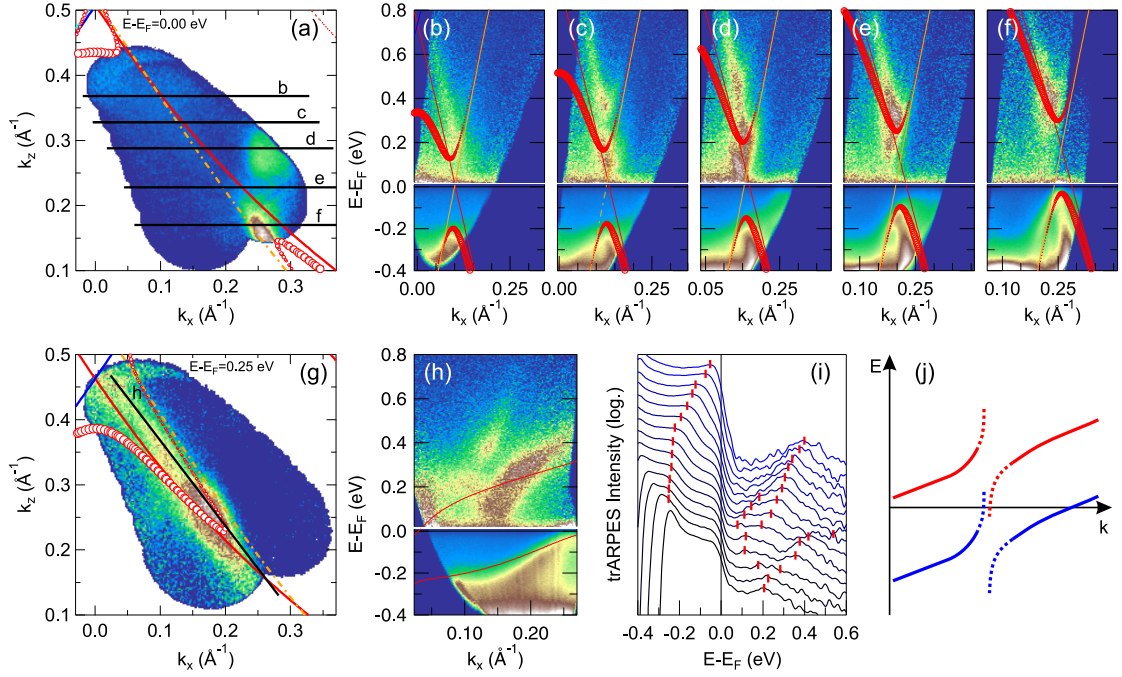 E-E_F=0.00 eV
(a)
b
c
d
e
f
0.5
0.4
0.3
0.2
0.1
k_z (Å⁻¹)
0.0 0.1 0.2 0.3
k_x (Å⁻¹)
(b)
(c)
(d)
(e)
(f)
0.8
0.6
0.4
0.2
0.0
-0.2
-0.4
E-E_F (eV)
0.00 0.25
k_x (Å⁻¹)
0.00 0.25
k_x (Å⁻¹)
0.05 0.25
k_x (Å⁻¹)
0.10 0.25
k_x (Å⁻¹)
0.10 0.25
k_x (Å⁻¹)
E-E_F=0.25 eV
(g)
h
0.5
0.4
0.3
0.2
0.1
k_z (Å⁻¹)
0.0 0.1 0.2 0.3
k_x (Å⁻¹)
(h)
0.8
0.6
0.4
0.2
0.0
-0.2
-0.4
E-E_F (eV)
0.10 0.20
k_x (Å⁻¹)
(i)
trARPES Intensity (log.)
-0.4 -0.2 0.0 0.2 0.4 0.6
E-E_F (eV)
(j)
E
k